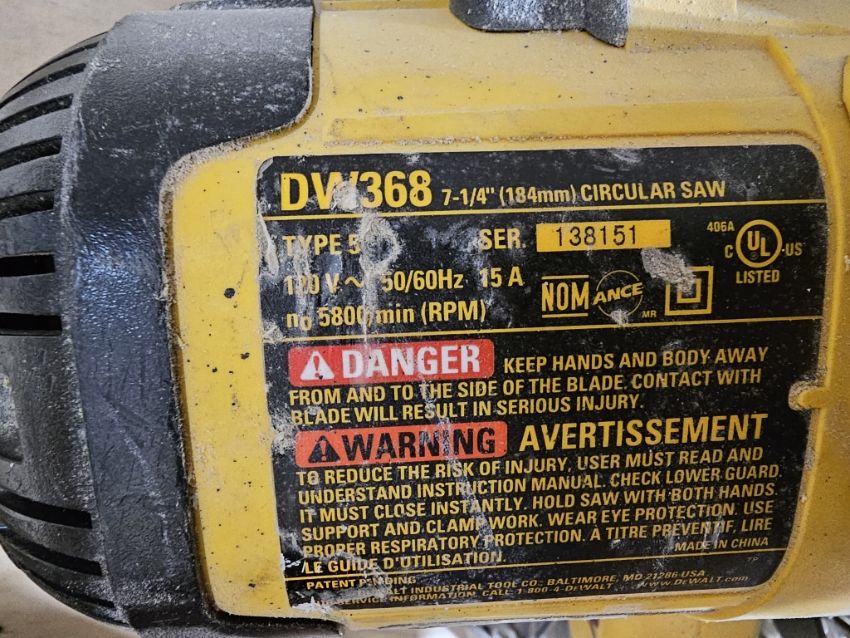 DW368 7-1/4" (184mm) CIRCULAR SAW
TYPE 5 SER. 138151
120 V ~ 50/60Hz 15 A
n₀ 5800/min (RPM)
NOM ANCE MR
406A
C UL US
LISTED
DANGER KEEP HANDS AND BODY AWAY
FROM AND TO THE SIDE OF THE BLADE. CONTACT WITH
BLADE WILL RESULT IN SERIOUS INJURY.
WARNING AVERTISSEMENT
TO REDUCE THE RISK OF INJURY, USER MUST READ AND
UNDERSTAND INSTRUCTION MANUAL. CHECK LOWER GUARD.
IT MUST CLOSE INSTANTLY. HOLD SAW WITH BOTH HANDS.
SUPPORT AND CLAMP WORK. WEAR EYE PROTECTION. USE
PROPER RESPIRATORY PROTECTION. À TITRE PRÉVENTIF, LIRE
LE GUIDE D'UTILISATION. MADE IN CHINA
PATENT PENDING
INDUSTRIAL TOOL CO., BALTIMORE, MD 21286 USA
SERVICE INFORMATION, CALL 1-800-4-DeWALT www.DeWALT.com